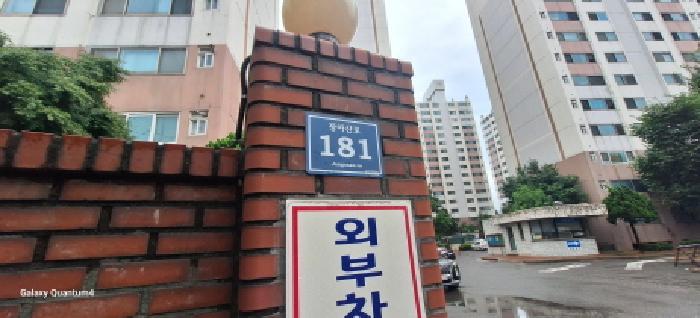 181
외
부
차
Galaxy Quantum4